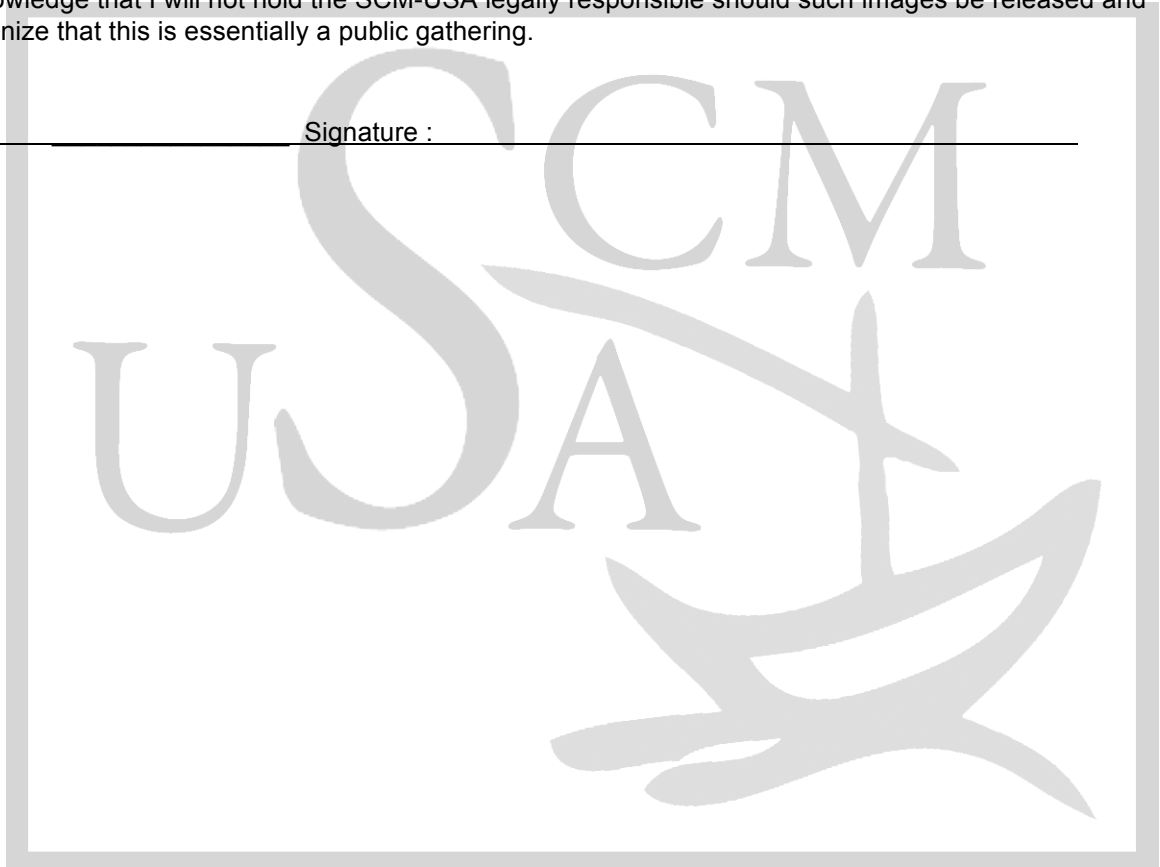 owledge that I will not hold the SCM-USA legally responsible should such images be released and
nize that this is essentially a public gathering.
Signature :
SCM
USA